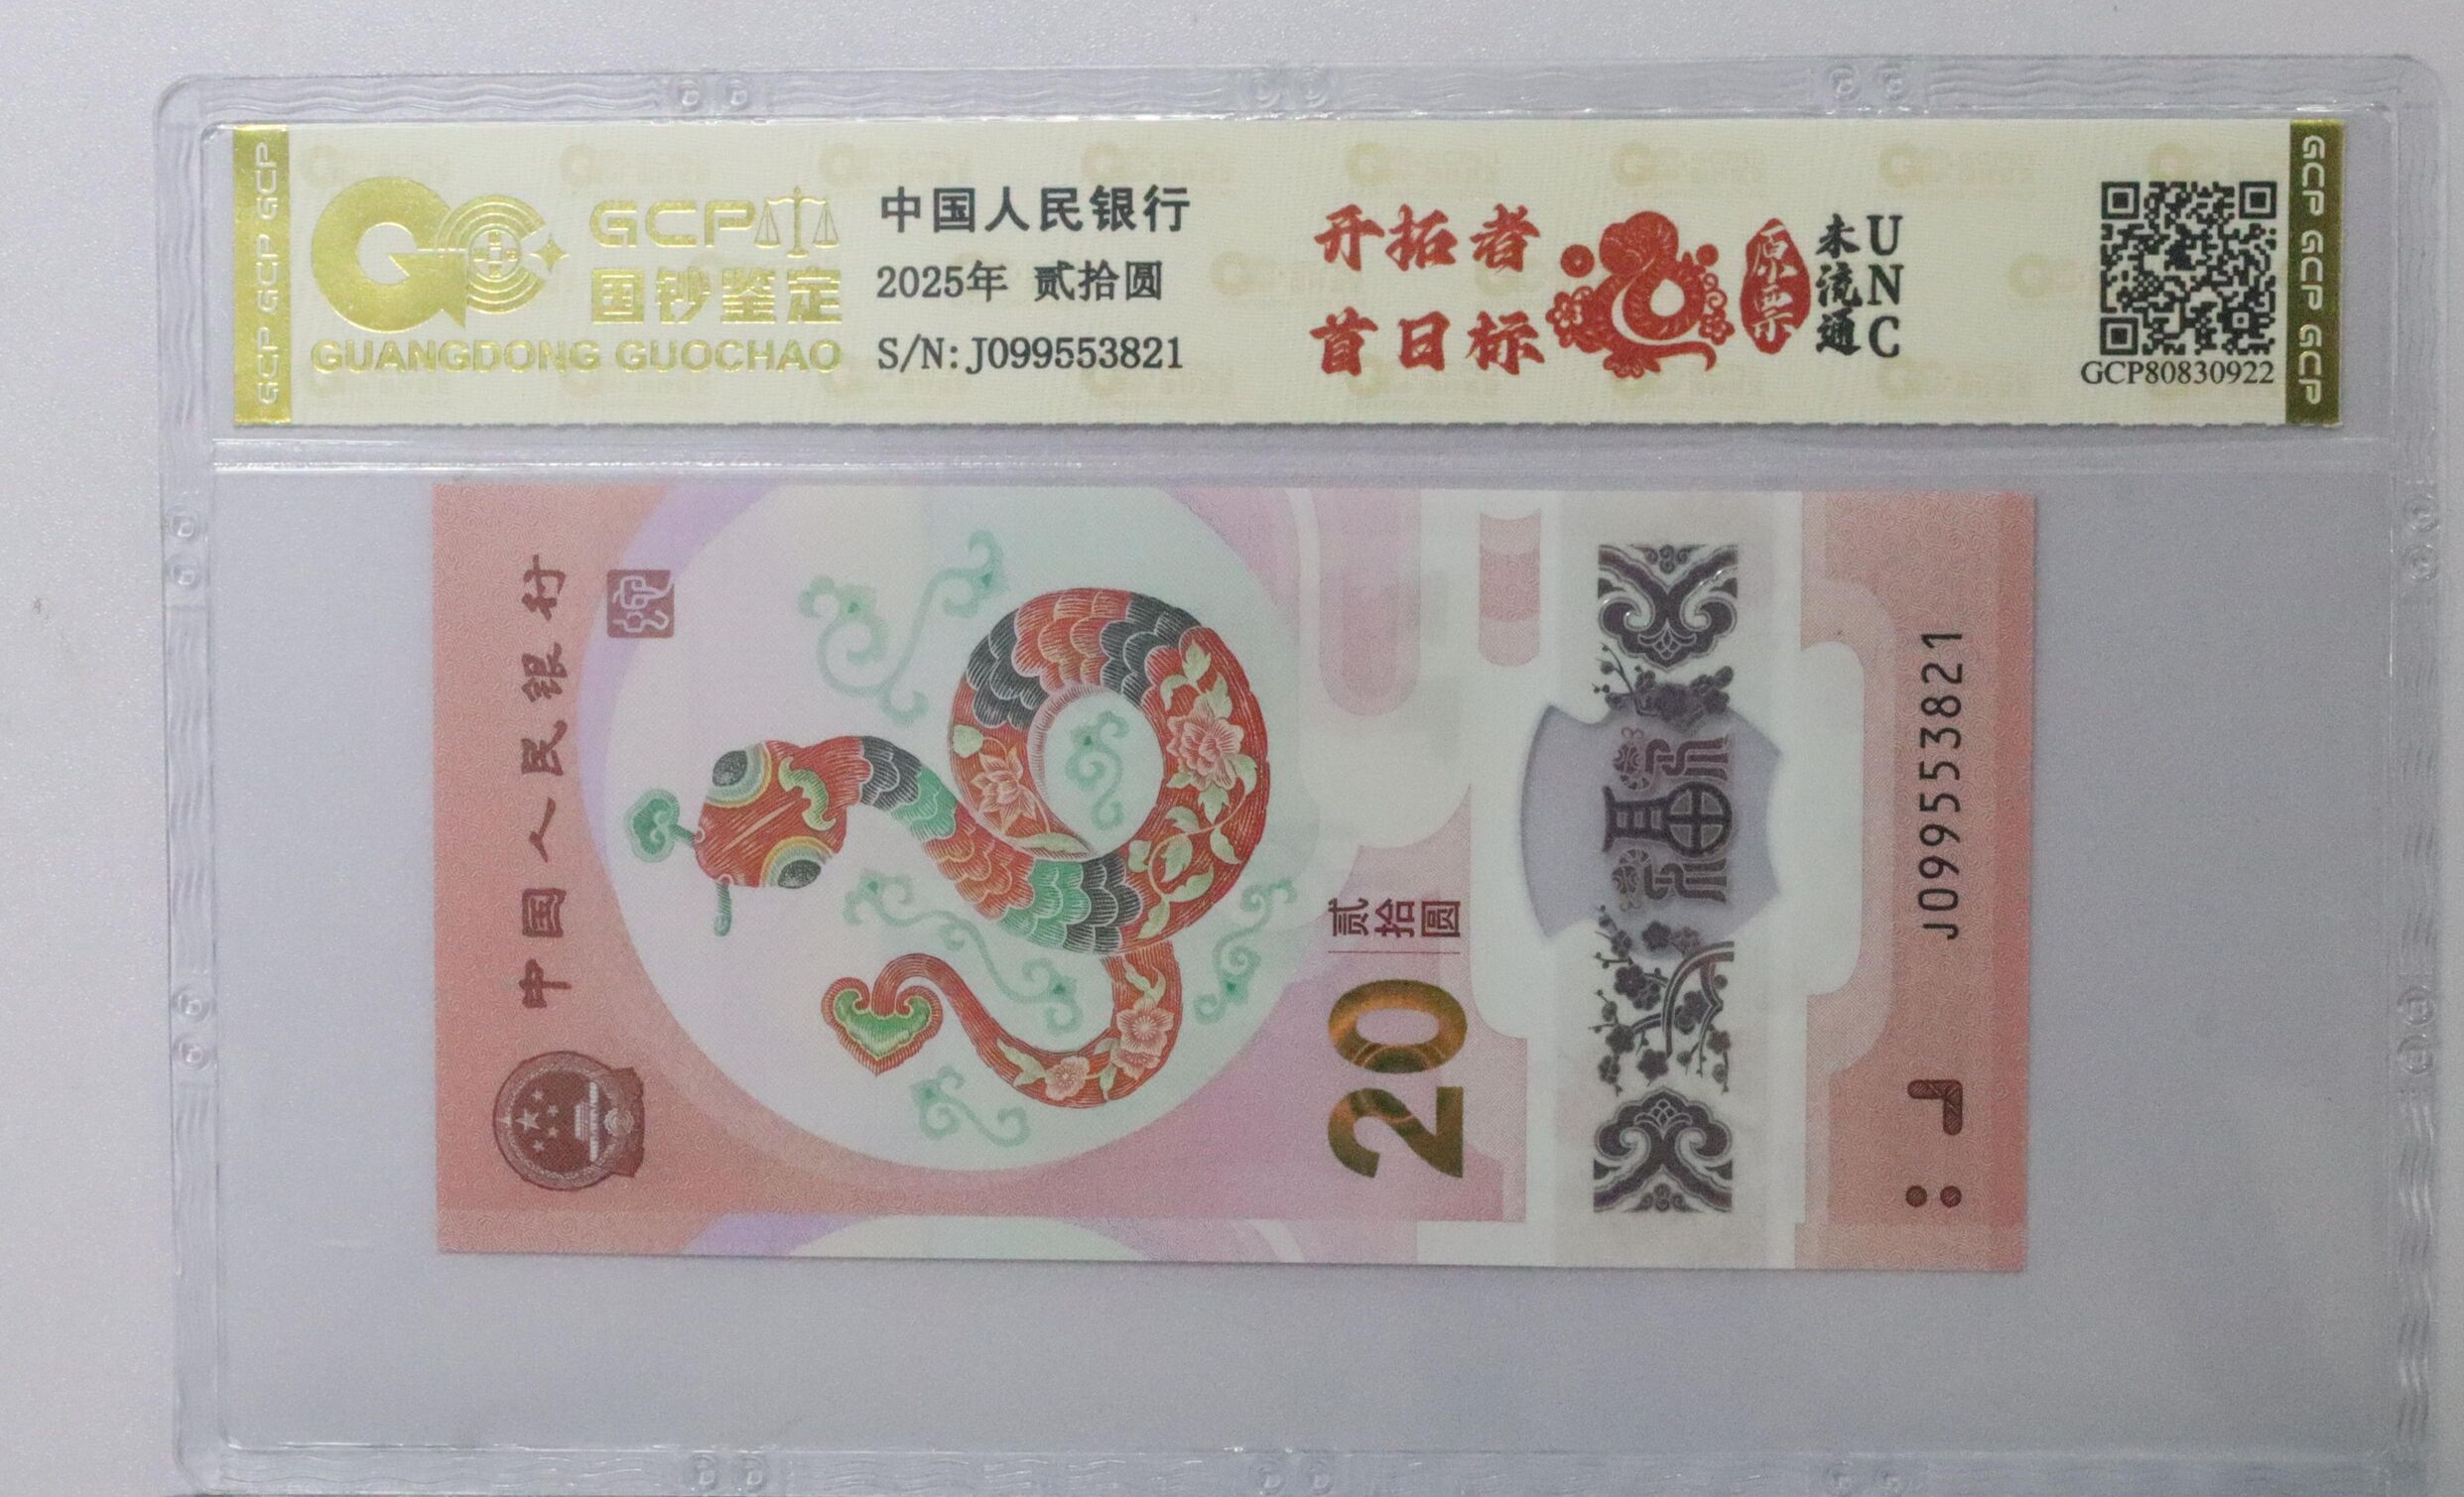 GCP GCP GCP
GCP
国钞鉴定
GUANGDONG GUOCHAO
中国人民银行
2025年 贰拾圆
S/N: J099553821
开拓者
首日标
原票
未流通
UNC
GCP80830922
GCP GCP GCP
中国人民银行
贰拾圆
20
福
J099553821
J